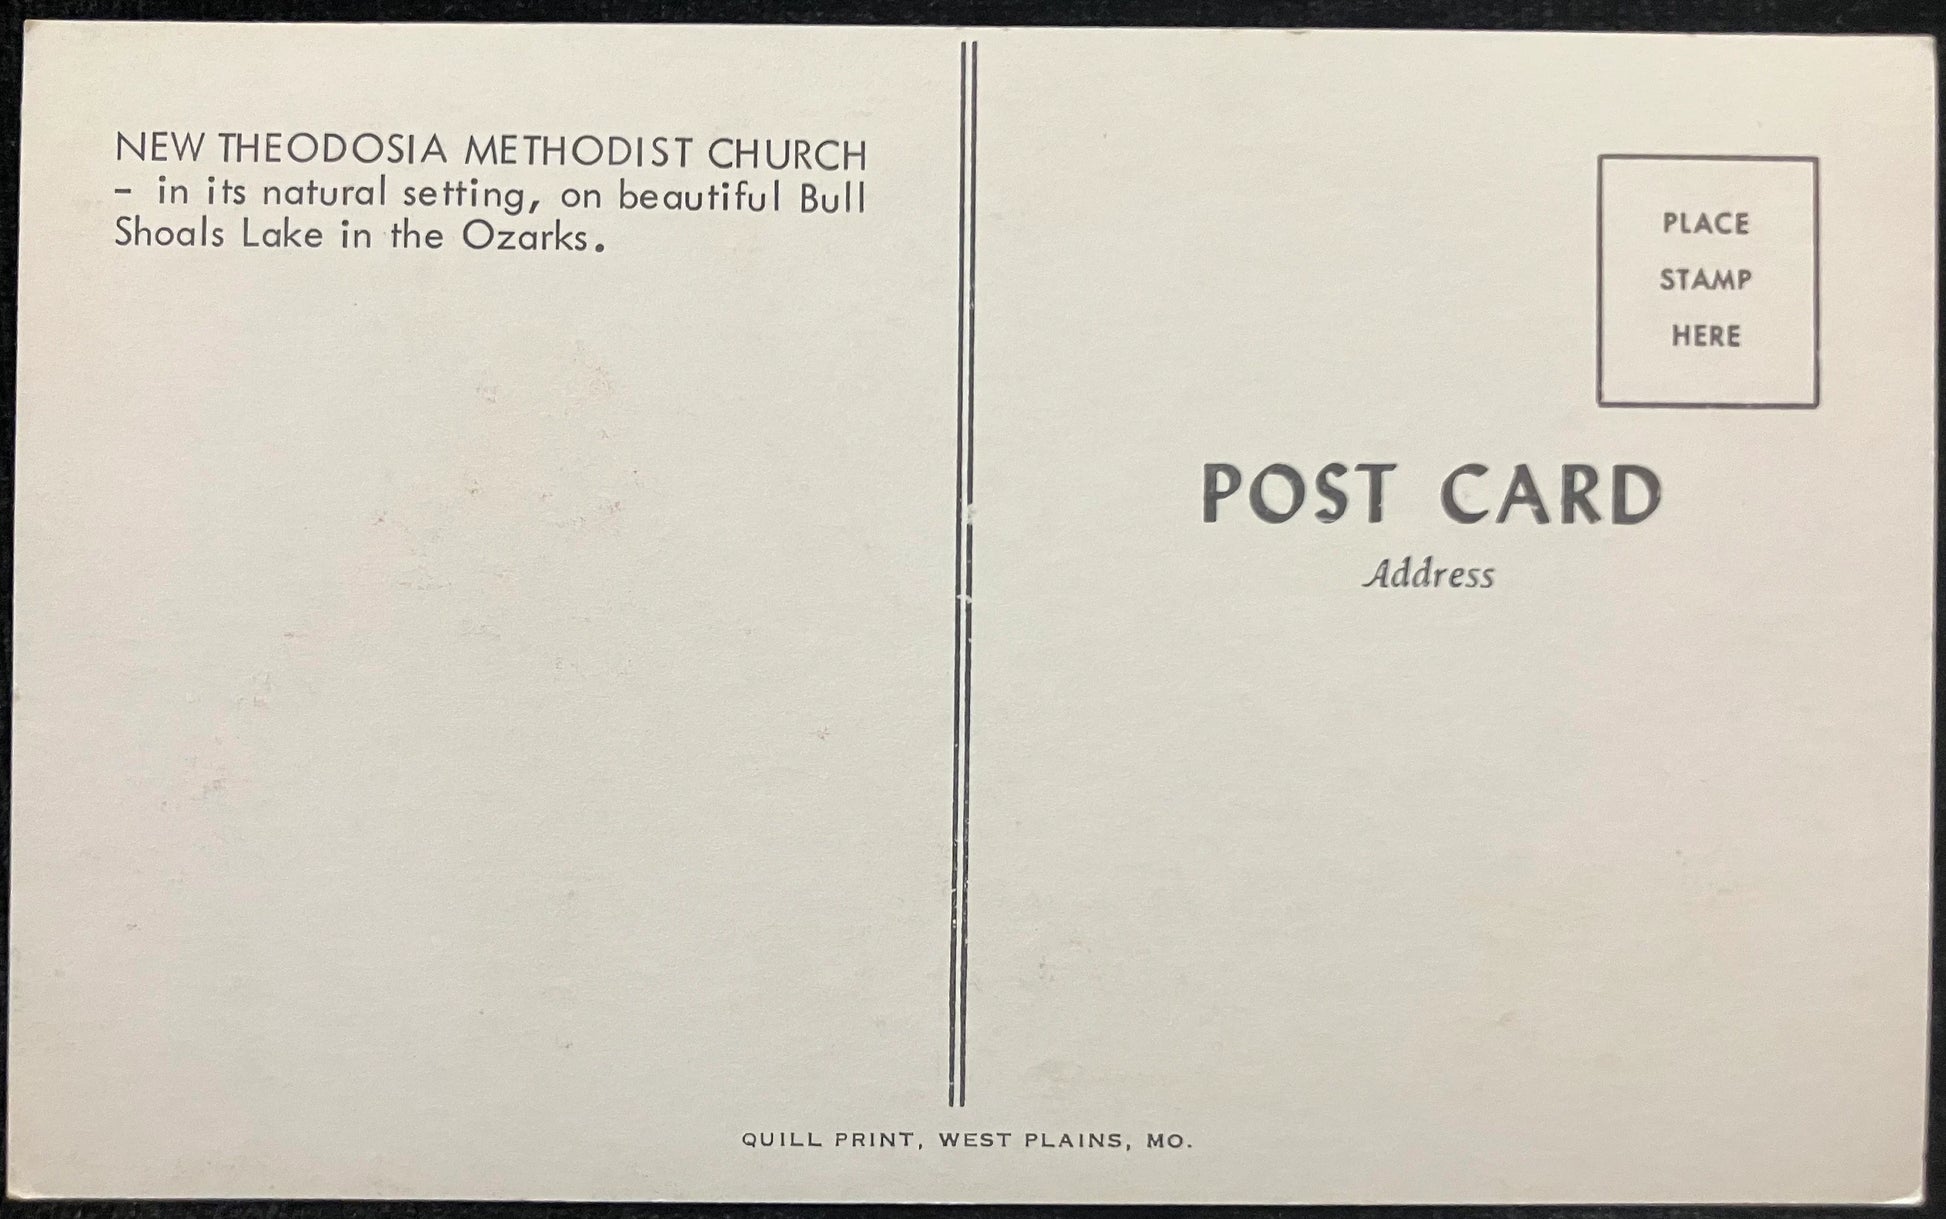 NEW THEODOSIA METHODIST CHURCH
– in its natural setting, on beautiful Bull
Shoals Lake in the Ozarks.
PLACE
STAMP
HERE
POST CARD
Address
QUILL PRINT, WEST PLAINS, MO.